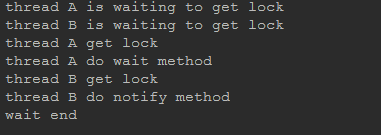 thread A is waiting to get lock
thread B is waiting to get lock
thread A get lock
thread A do wait method
thread B get lock
thread B do notify method
wait end